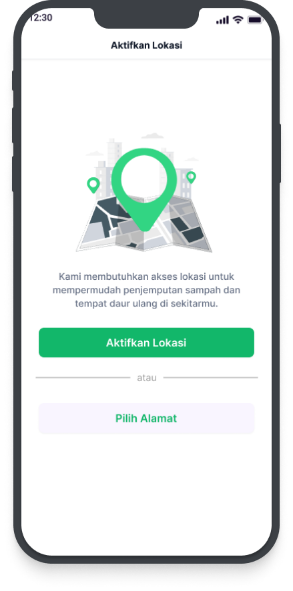 12:30
Aktifkan Lokasi
Kami membutuhkan akses lokasi untuk
mempermudah penjemputan sampah dan
tempat daur ulang di sekitarmu.
Aktifkan Lokasi
atau
Pilih Alamat